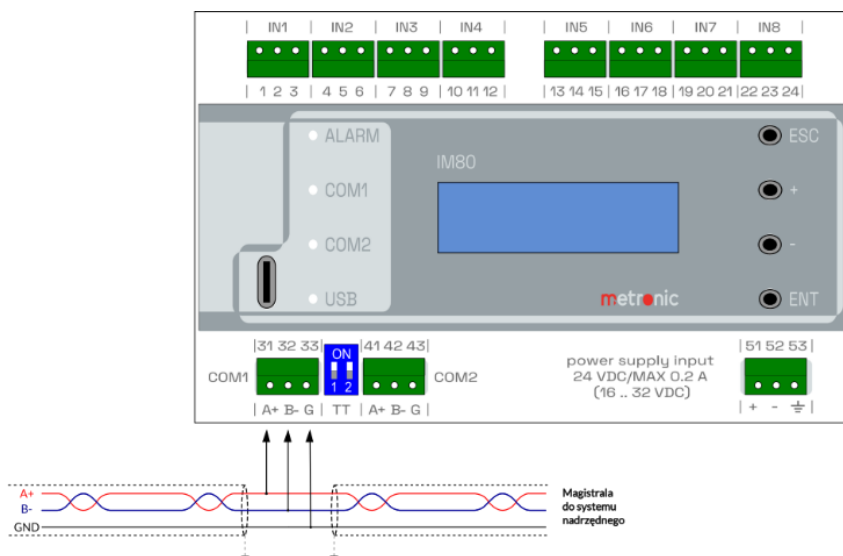 IN1 IN2 IN3 IN4 IN5 IN6 IN7 IN8
1 2 3 4 5 6 7 8 9 10 11 12 13 14 15 16 17 18 19 20 21 22 23 24
ALARM
COM1
COM2
USB
IM80
metronic
ESC
+
-
ENT
31 32 33
ON
1 2
41 42 43
COM1
COM2
A+ B- G
TT
A+ B- G
power supply input
24 VDC/MAX 0.2 A
(16 .. 32 VDC)
51 52 53
+ -
A+
B-
GND
Magistrala
do systemu
nadrzędnego